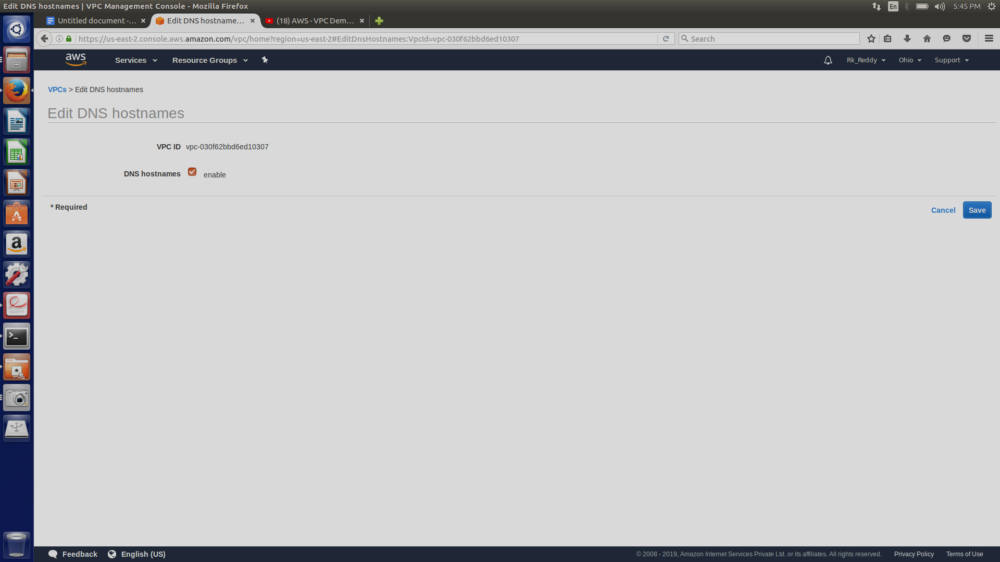 Edit DNS hostnames | VPC Management Console - Mozilla Firefox
En
5:45 PM
Untitled document -...
Edit DNS hostname...
(18) AWS - VPC Dem...
https://us-east-2.console.aws.amazon.com/vpc/home?region=us-east-2#EditDnsHostnames:VpcId=vpc-030f62bbd6ed10307
Search
aws
Services
Resource Groups
Rk_Reddy
Ohio
Support
VPCs > Edit DNS hostnames
Edit DNS hostnames
VPC ID vpc-030f62bbd6ed10307
DNS hostnames enable
* Required
Cancel
Save
Feedback
English (US)
© 2008 - 2019, Amazon Internet Services Private Ltd. or its affiliates. All rights reserved.
Privacy Policy
Terms of Use